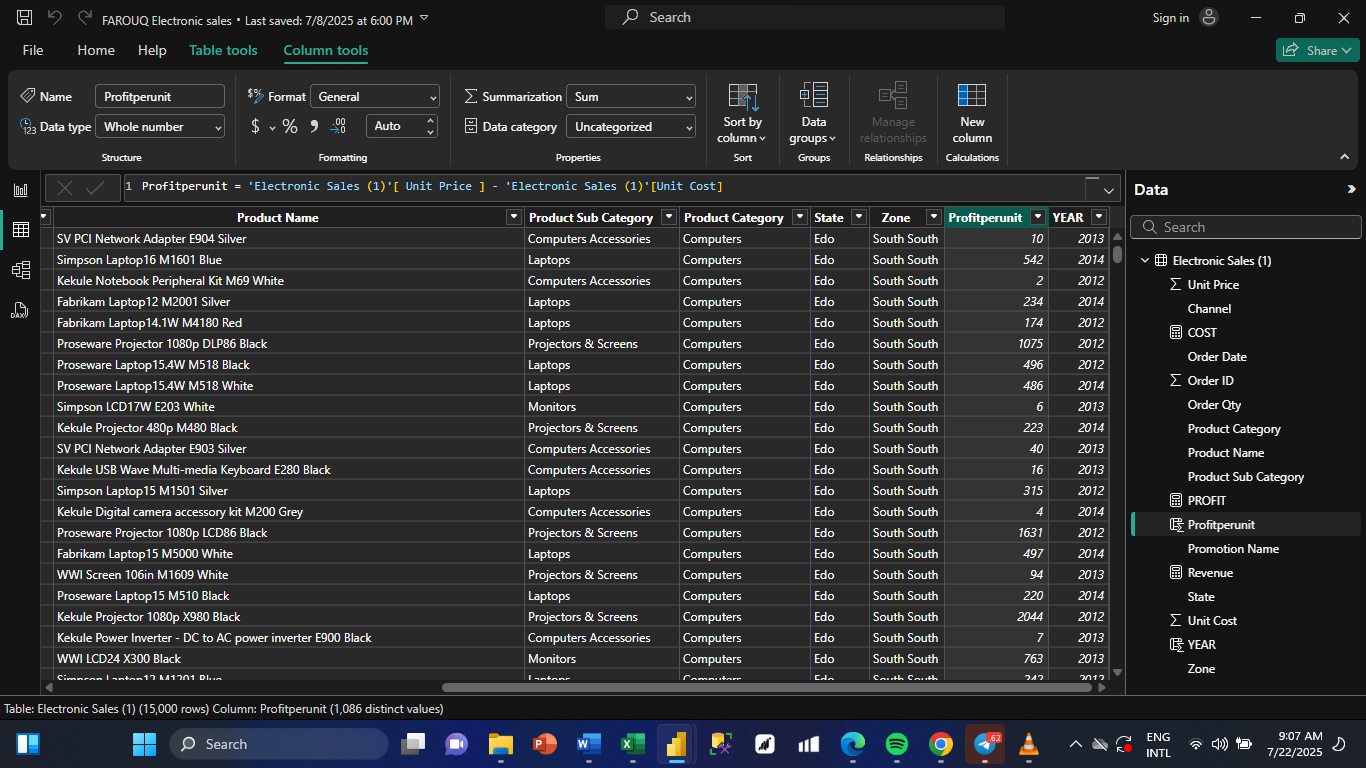 FAROUQ Electronic sales • Last saved: 7/8/2025 at 6:00 PM
Search
Sign in
File Home Help Table tools Column tools
Share
Name Profitperunit
Data type Whole number
Structure
Format General
$ % Auto
Formatting
Summarization Sum
Data category Uncategorized
Properties
Sort by column
Sort
Data groups
Groups
Manage relationships
Relationships
New column
Calculations
1 Profitperunit = 'Electronic Sales (1)'[ Unit Price ] - 'Electronic Sales (1)'[Unit Cost]
Product Name Product Sub Category Product Category State Zone Profitperunit YEAR
SV PCI Network Adapter E904 Silver Computers Accessories Computers Edo South South 10 2013
Simpson Laptop16 M1601 Blue Laptops Computers Edo South South 542 2014
Kekule Notebook Peripheral Kit M69 White Computers Accessories Computers Edo South South 2 2012
Fabrikam Laptop12 M2001 Silver Laptops Computers Edo South South 234 2014
Fabrikam Laptop14.1W M4180 Red Laptops Computers Edo South South 174 2012
Proseware Projector 1080p DLP86 Black Projectors & Screens Computers Edo South South 1075 2012
Proseware Laptop15.4W M518 Black Laptops Computers Edo South South 496 2012
Proseware Laptop15.4W M518 White Laptops Computers Edo South South 486 2014
Simpson LCD17W E203 White Monitors Computers Edo South South 6 2013
Kekule Projector 480p M480 Black Projectors & Screens Computers Edo South South 223 2014
SV PCI Network Adapter E903 Silver Computers Accessories Computers Edo South South 40 2013
Kekule USB Wave Multi-media Keyboard E280 Black Computers Accessories Computers Edo South South 16 2013
Simpson Laptop15 M1501 Silver Laptops Computers Edo South South 315 2012
Kekule Digital camera accessory kit M200 Grey Computers Accessories Computers Edo South South 4 2014
Proseware Projector 1080p LCD86 Black Projectors & Screens Computers Edo South South 1631 2012
Fabrikam Laptop15 M5000 White Laptops Computers Edo South South 497 2014
WWI Screen 106in M1609 White Projectors & Screens Computers Edo South South 94 2013
Proseware Laptop15 M510 Black Laptops Computers Edo South South 220 2014
Kekule Projector 1080p X980 Black Projectors & Screens Computers Edo South South 2044 2012
Kekule Power Inverter - DC to AC power inverter E900 Black Computers Accessories Computers Edo South South 7 2013
WWI LCD24 X300 Black Monitors Computers Edo South South 763 2013
Simpson Laptop12 M1201 Blue Laptops Computers Edo South South 242 2012
Data
Search
Electronic Sales (1)
Unit Price
Channel
COST
Order Date
Order ID
Order Qty
Product Category
Product Name
Product Sub Category
PROFIT
Profitperunit
Promotion Name
Revenue
State
Unit Cost
YEAR
Zone
Table: Electronic Sales (1) (15,000 rows) Column: Profitperunit (1,086 distinct values)
Search
62
ENG
INTL
9:07 AM
7/22/2025